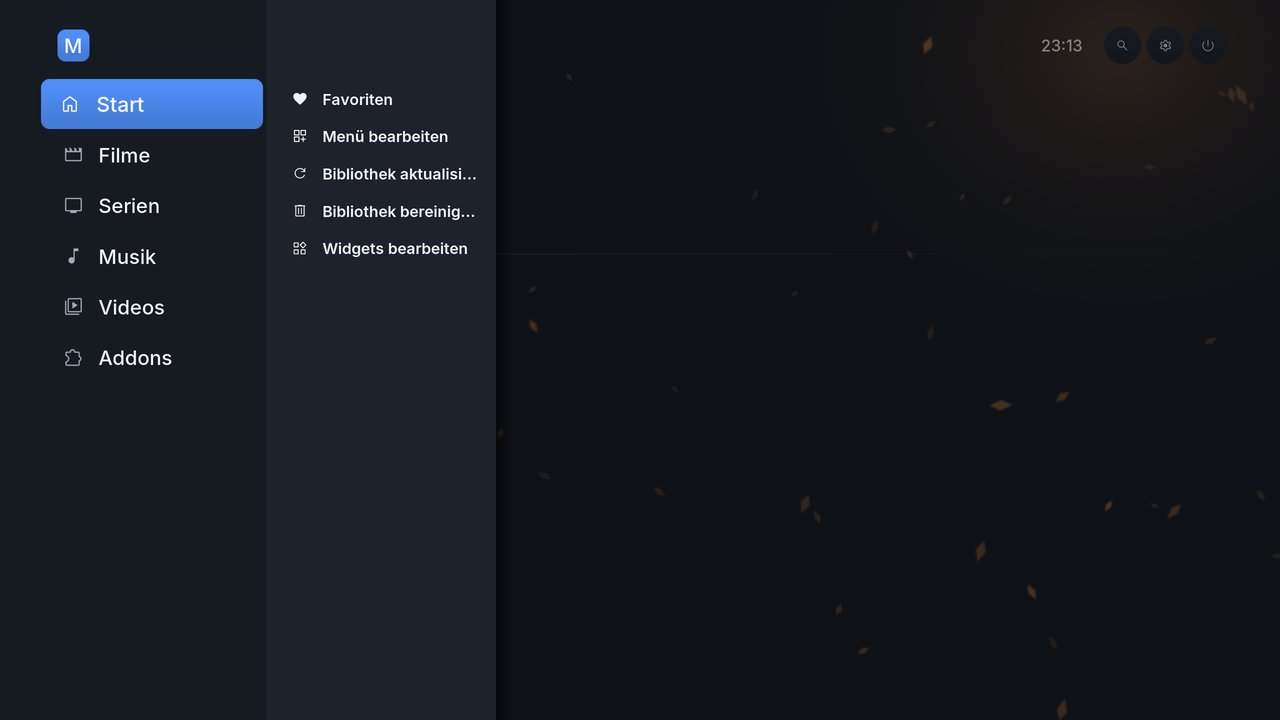 M
23:13
Start
Filme
Serien
Musik
Videos
Addons
Favoriten
Menü bearbeiten
Bibliothek aktualisi...
Bibliothek bereinig...
Widgets bearbeiten